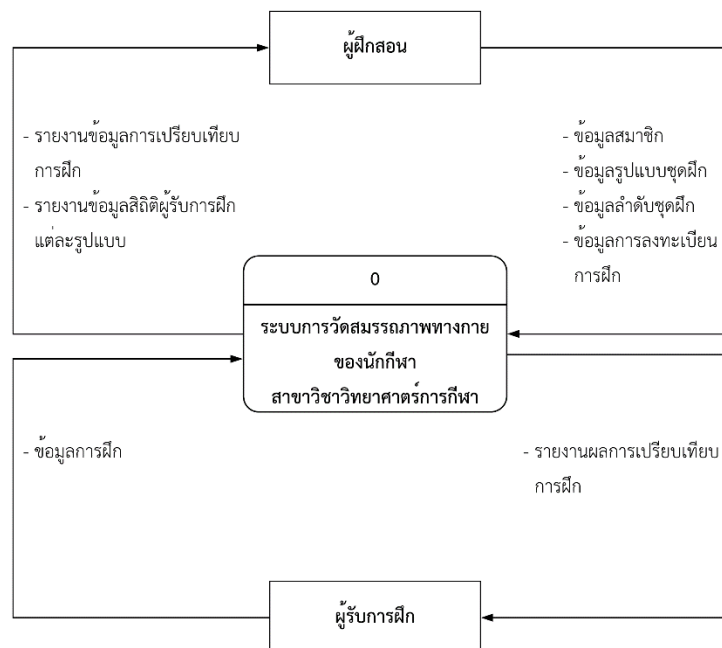 ผู้ฝึกสอน
- รายงานข้อมูลการเปรียบเทียบ
การฝึก
- รายงานข้อมูลสิถิติผู้รับการฝึก
แต่ละรูปแบบ
- ข้อมูลสมาชิก
- ข้อมูลรูปแบบชุดฝึก
- ข้อมูลลำดับชุดฝึก
- ข้อมูลการลงทะเบียน
การฝึก
0
ระบบการวัดสมรรถภาพทางกาย
ของนักกีฬา
สาขาวิชาวิทยาศาตร์การกีฬา
- ข้อมูลการฝึก
- รายงานผลการเปรียบเทียบ
การฝึก
ผู้รับการฝึก